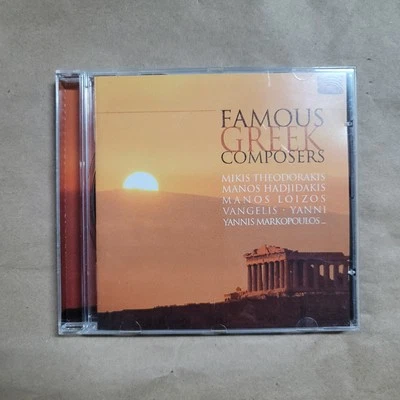 FAMOUS
GREEK
COMPOSERS
MIKIS THEODORAKIS
MANOS HADJIDAKIS
MANOS LOIZOS
VANGELIS · YANNI
YANNIS MARKOPOULOS ...